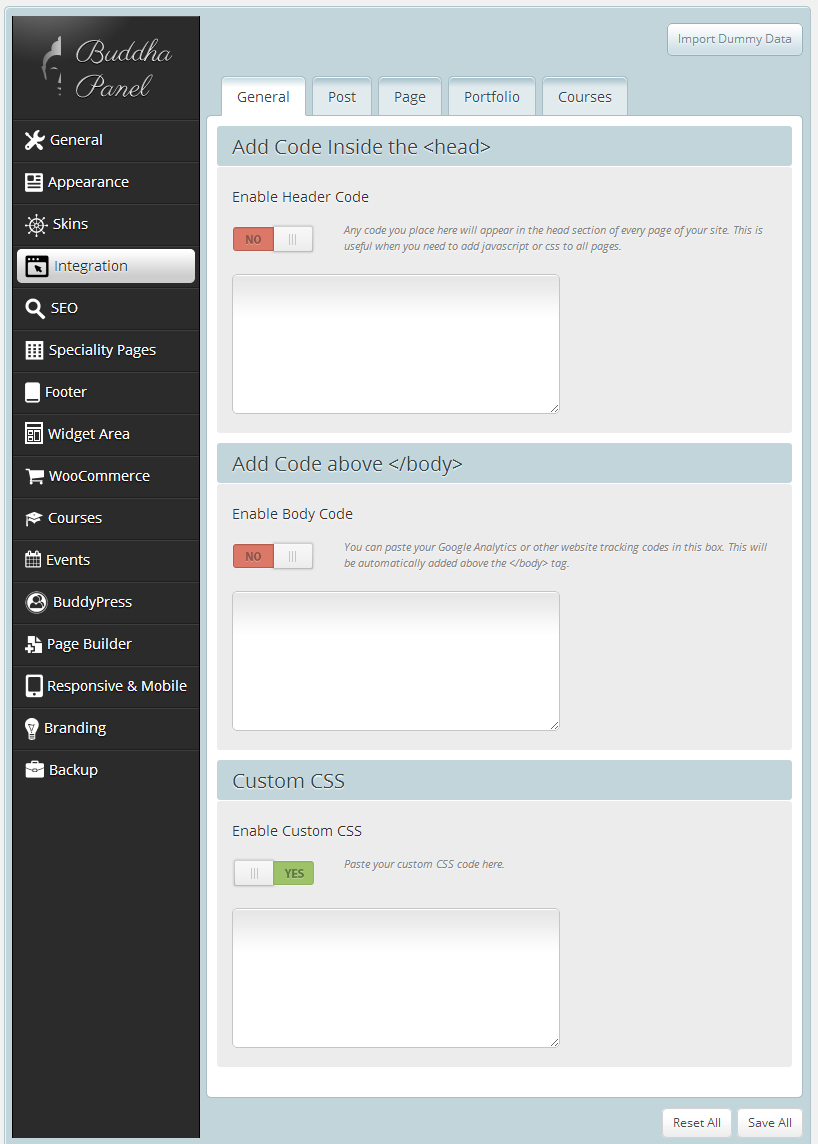 Buddha
Panel
Import Dummy Data
General
Appearance
Skins
Integration
SEO
Speciality Pages
Footer
Widget Area
WooCommerce
Courses
Events
BuddyPress
Page Builder
Responsive & Mobile
Branding
Backup
General Post Page Portfolio Courses
Add Code Inside the <head>
Enable Header Code
NO
Any code you place here will appear in the head section of every page of your site. This is
useful when you need to add javascript or css to all pages.
Add Code above </body>
Enable Body Code
NO
You can paste your Google Analytics or other website tracking codes in this box. This will
be automatically added above the </body> tag.
Custom CSS
Enable Custom CSS
YES
Paste your custom CSS code here.
Reset All Save All